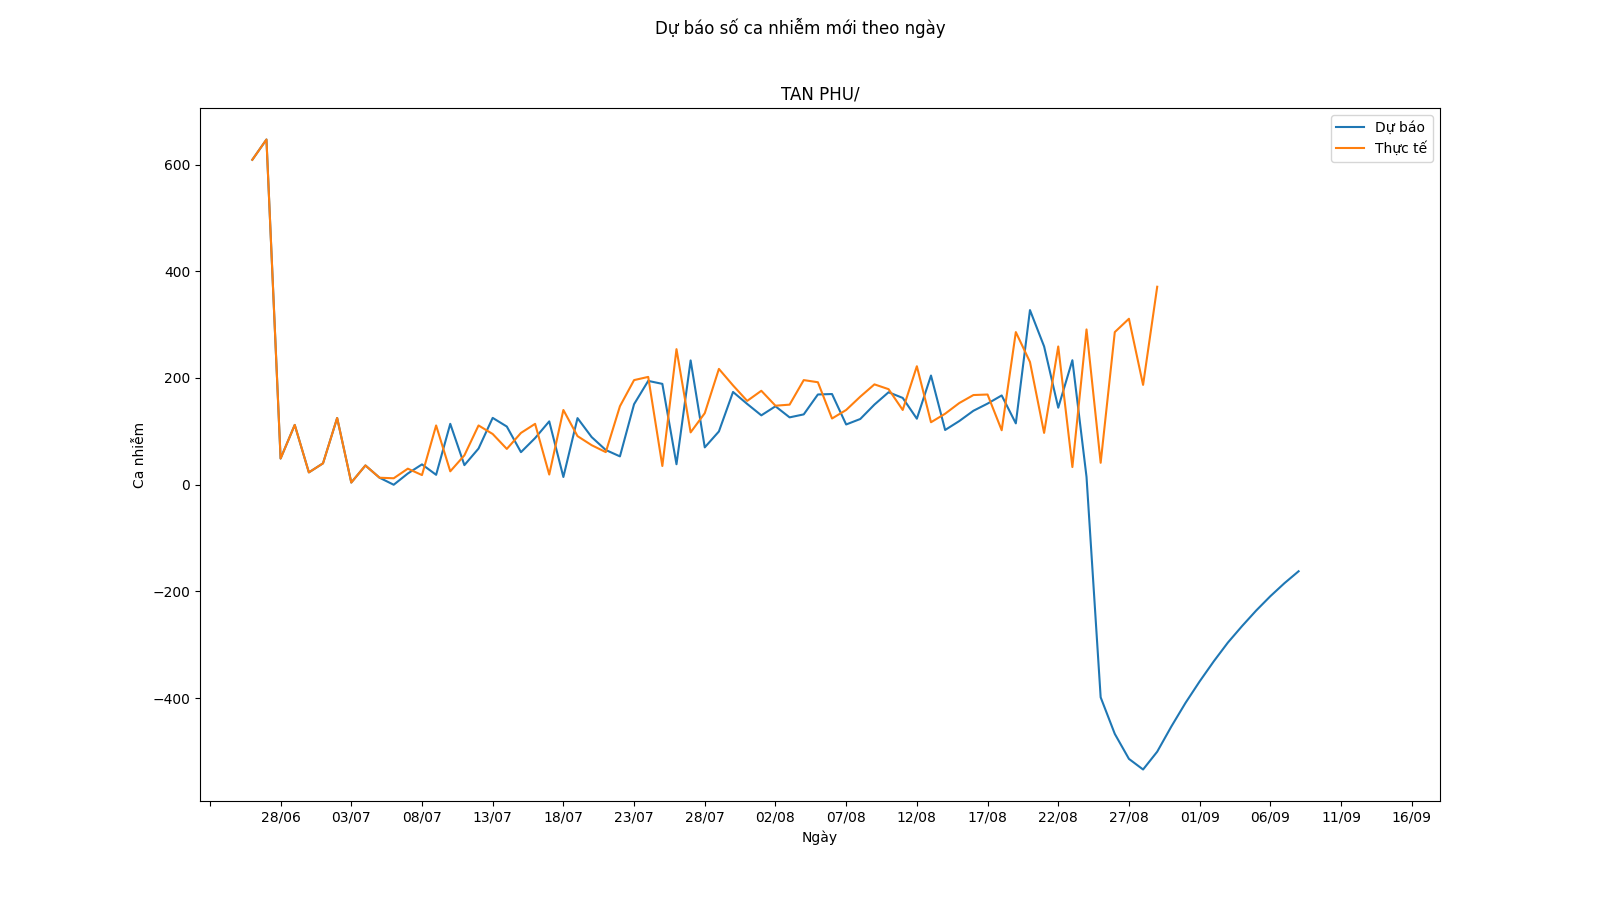 Dự báo số ca nhiễm mới theo ngày
TAN PHU/
Dự báo
Thực tế
600
400
200
0
−200
−400
Ca nhiễm
28/06 03/07 08/07 13/07 18/07 23/07 28/07 02/08 07/08 12/08 17/08 22/08 27/08 01/09 06/09 11/09 16/09
Ngày